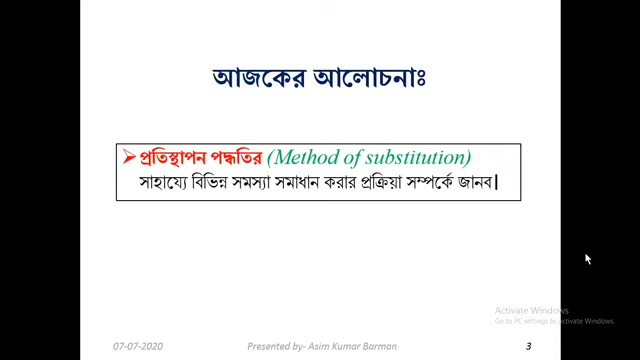 আজকের আলোচনাঃ
➢ প্রতিস্থাপন পদ্ধতির (Method of substitution)
সাহায্যে বিভিন্ন সমস্যা সমাধান করার প্রক্রিয়া সম্পর্কে জানব।
Activate Windows
Go to PC settings to activate Windows.
07-07-2020 Presented by- Asim Kumar Barman 3